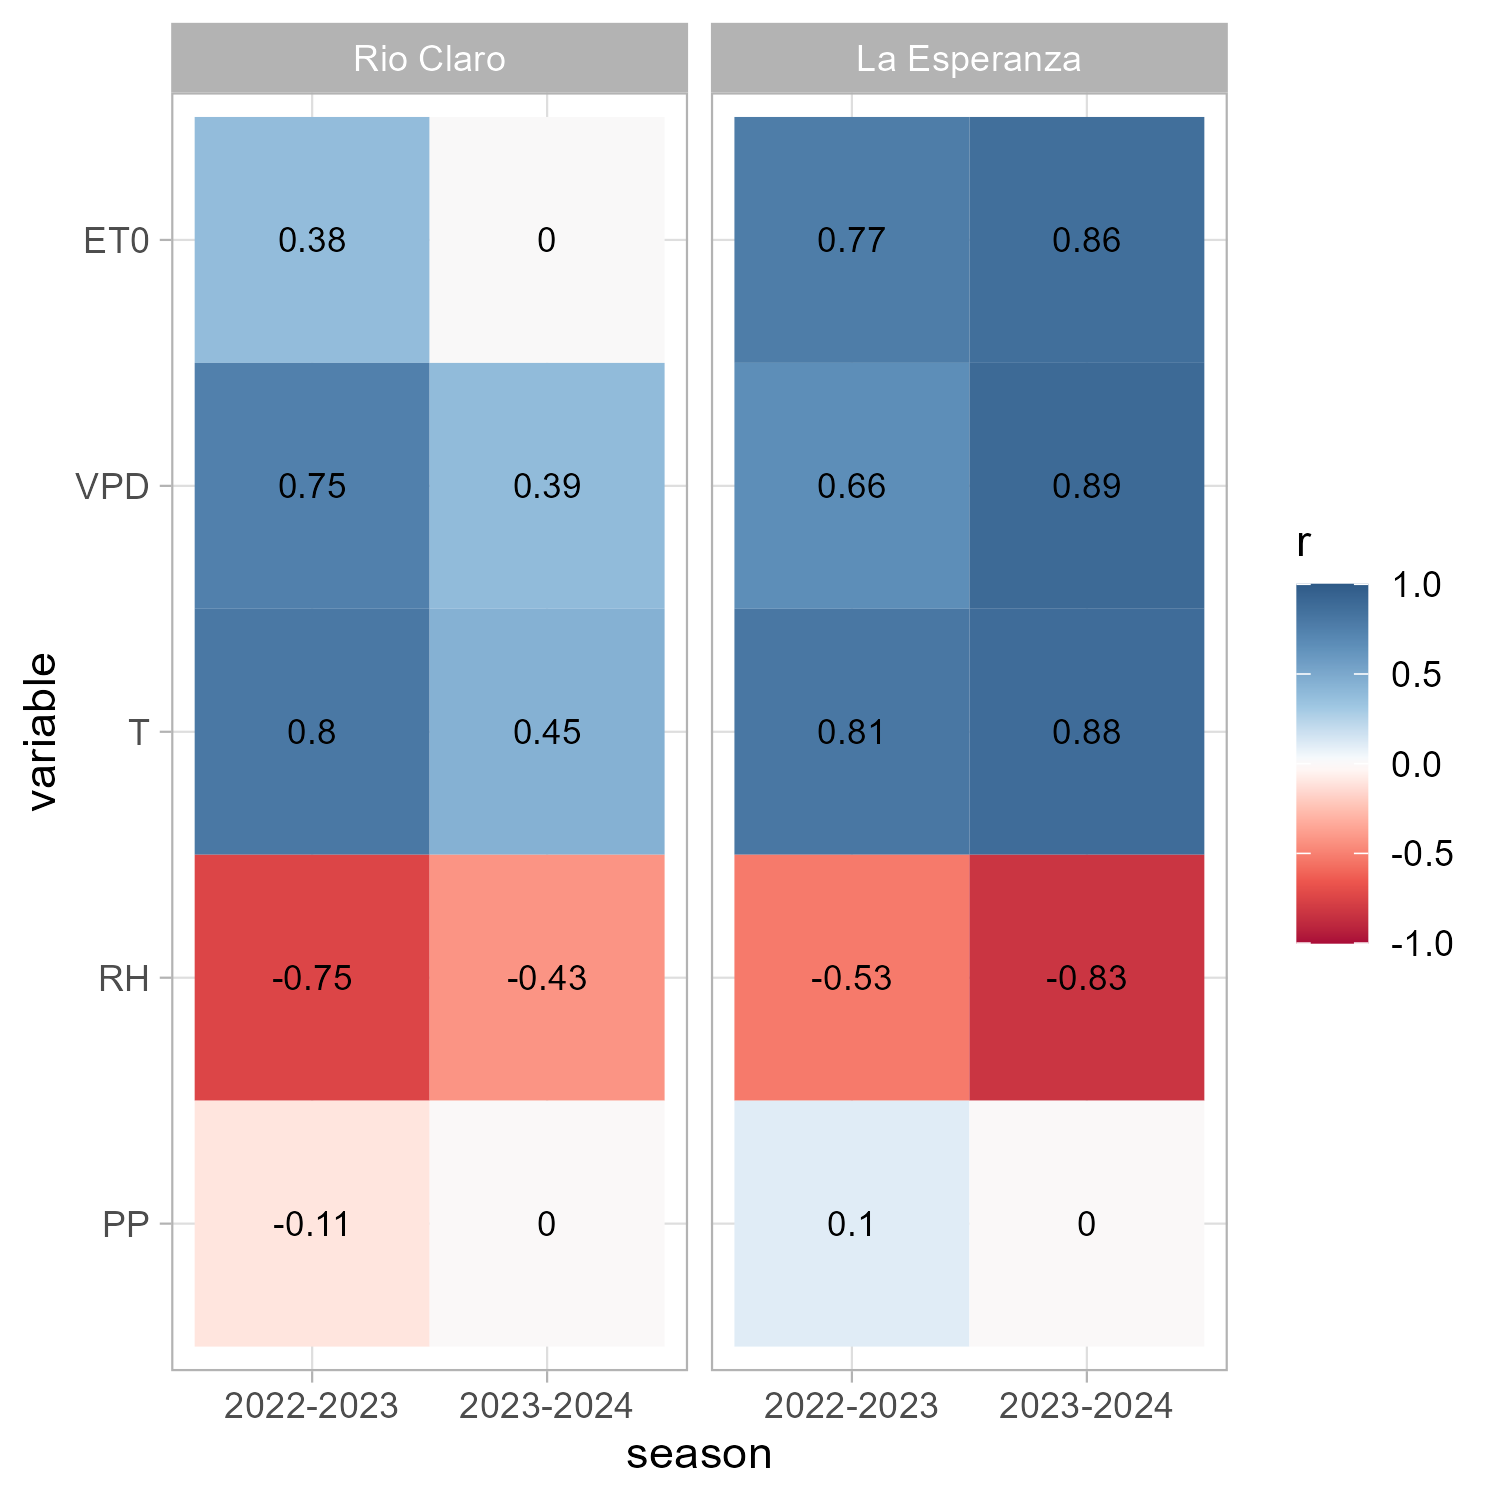 Rio Claro La Esperanza
ET0 0.38 0 0.77 0.86
VPD 0.75 0.39 0.66 0.89
T 0.8 0.45 0.81 0.88
RH -0.75 -0.43 -0.53 -0.83
PP -0.11 0 0.1 0
2022-2023 2023-2024 2022-2023 2023-2024
season
variable
r
1.0
0.5
0.0
-0.5
-1.0